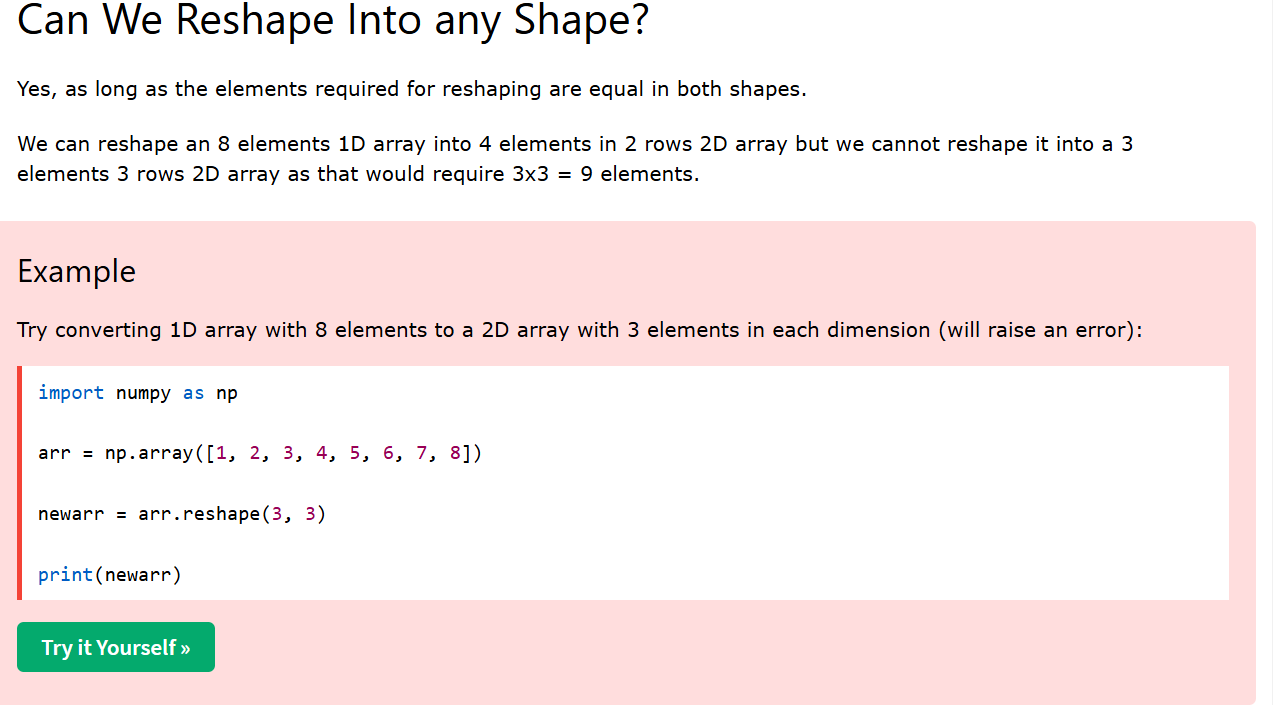 Can We Reshape Into any Shape?
Yes, as long as the elements required for reshaping are equal in both shapes.
We can reshape an 8 elements 1D array into 4 elements in 2 rows 2D array but we cannot reshape it into a 3
elements 3 rows 2D array as that would require 3x3 = 9 elements.
Example
Try converting 1D array with 8 elements to a 2D array with 3 elements in each dimension (will raise an error):
import numpy as np
arr = np.array([1, 2, 3, 4, 5, 6, 7, 8])
newarr = arr.reshape(3, 3)
print(newarr)
Try it Yourself »